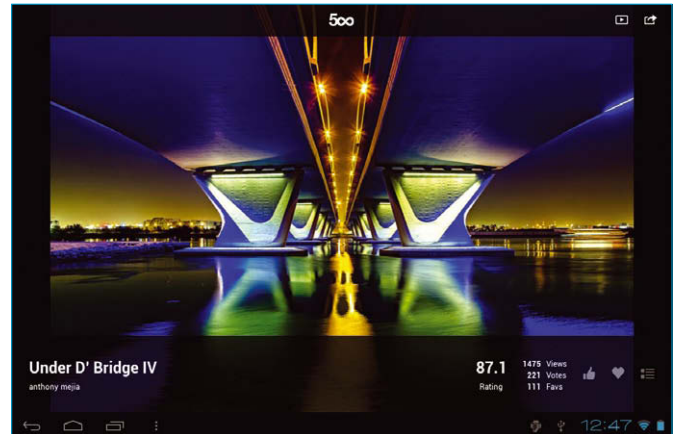 500
Under D' Bridge IV
anthony mejia
87.1
Rating
1475 Views
221 Votes
111 Favs
12:47